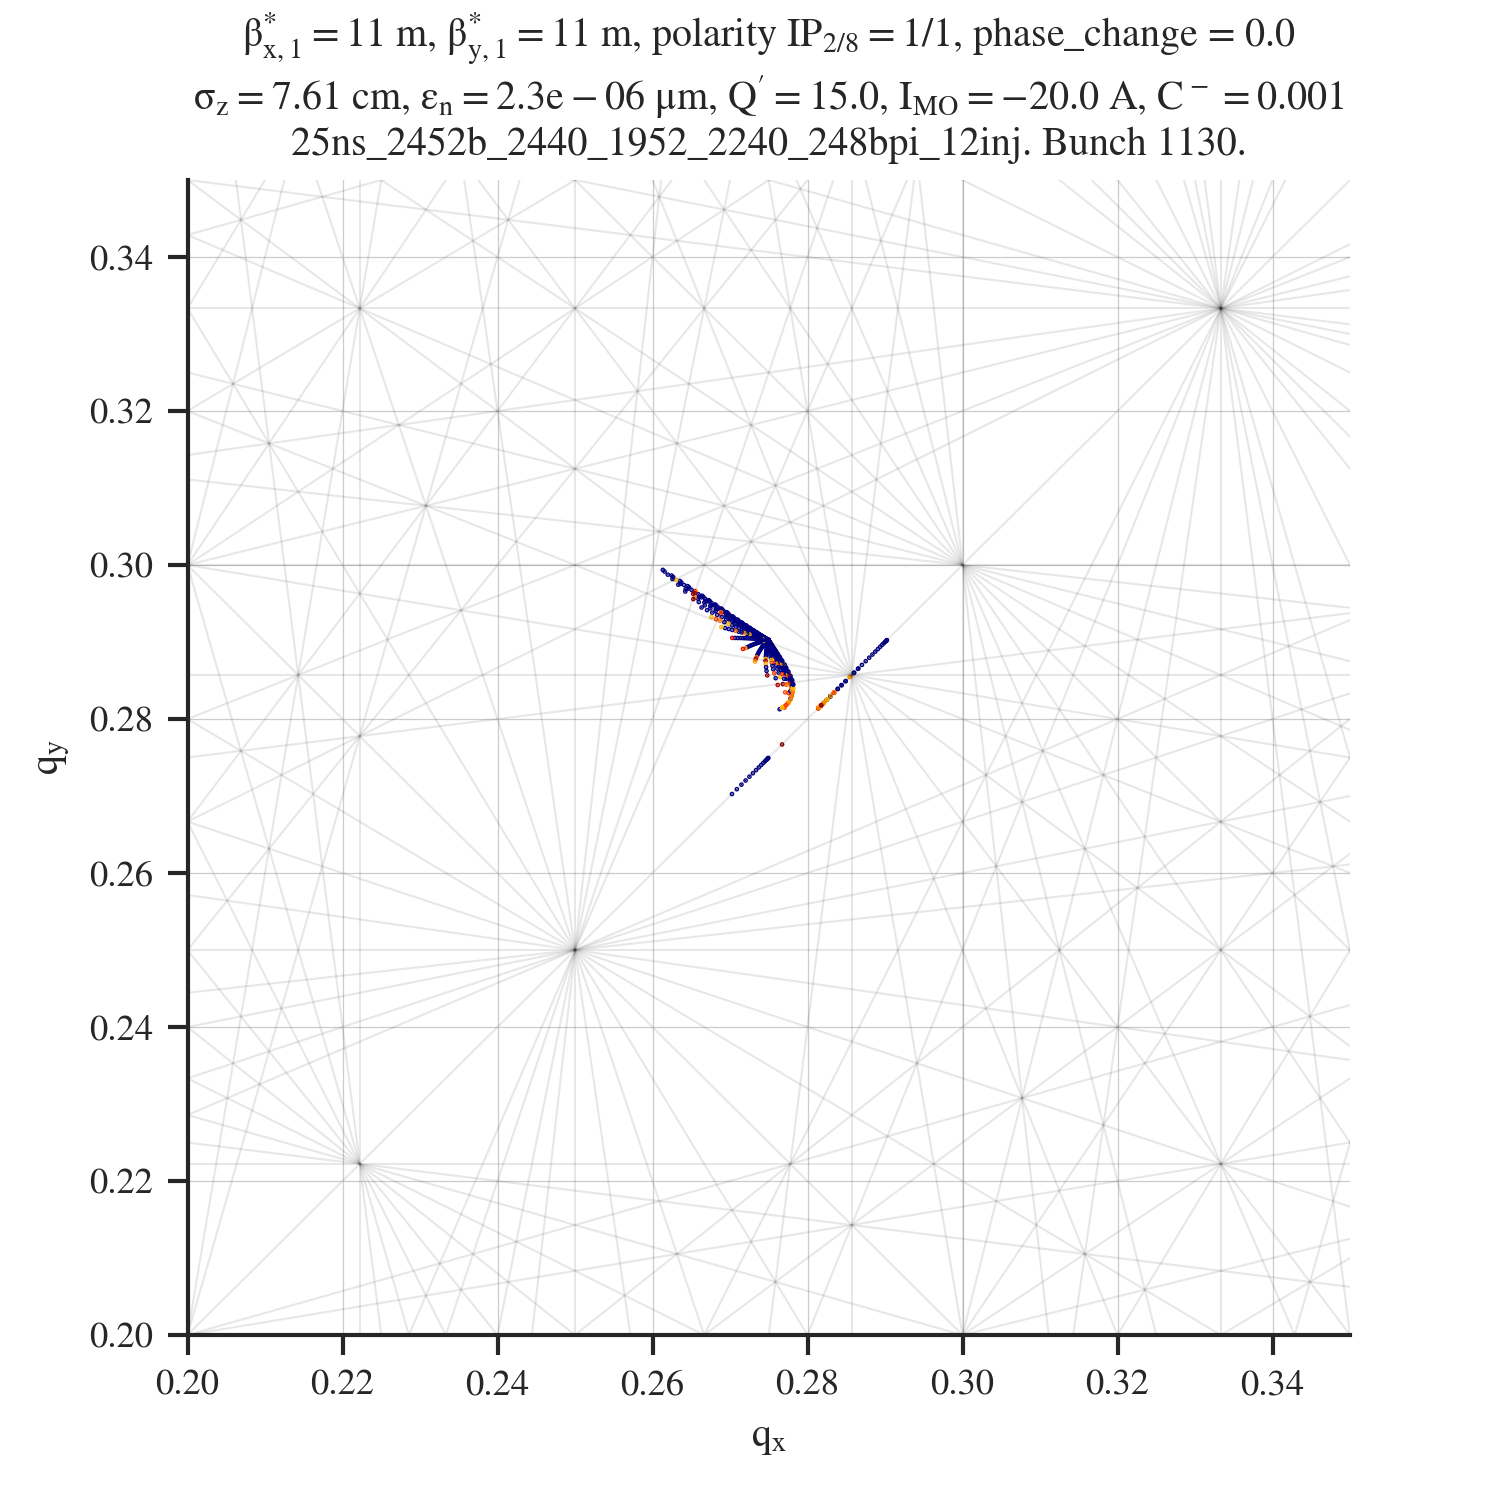 β*x, 1 = 11 m, β*y, 1 = 11 m, polarity IP2/8 = 1/1, phase_change = 0.0
σz = 7.61 cm, εn = 2.3e − 06 μm, Q′ = 15.0, IMO = −20.0 A, C− = 0.001
25ns_2452b_2440_1952_2240_248bpi_12inj. Bunch 1130.
0.34
0.32
0.30
0.28
0.26
0.24
0.22
0.20
qy
0.20 0.22 0.24 0.26 0.28 0.30 0.32 0.34
qx